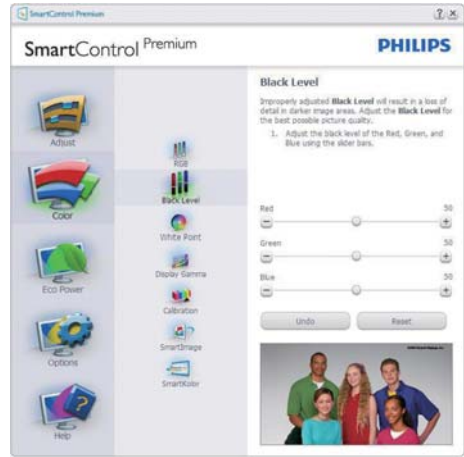 SmartControl Premium
SmartControl Premium
PHILIPS
Adjust
Color
Eco Power
Options
Help
RGB
Black Level
White Point
Display Gamma
Calibration
SmartImage
SmartKolor
Black Level
Improperly adjusted Black Level will result in a loss of
detail in darker image areas. Adjust the Black Level for
the best possible picture quality.
1. Adjust the black level of the Red, Green, and
Blue using the slider bars.
Red 50
Green 50
Blue 50
Undo Reset